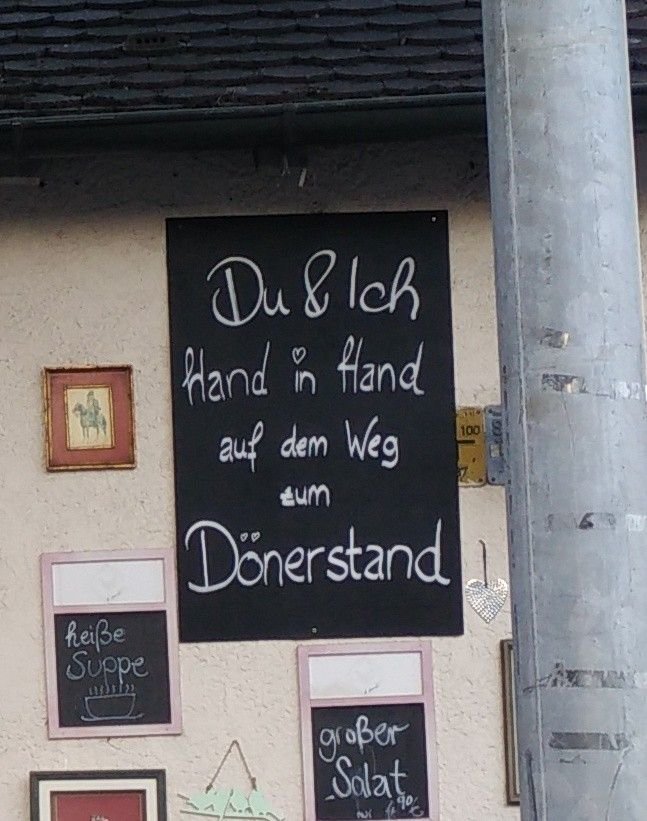 Du & Ich
Hand in Hand
auf dem Weg
zum
Dönerstand
100
heiße
Suppe
großer
Salat